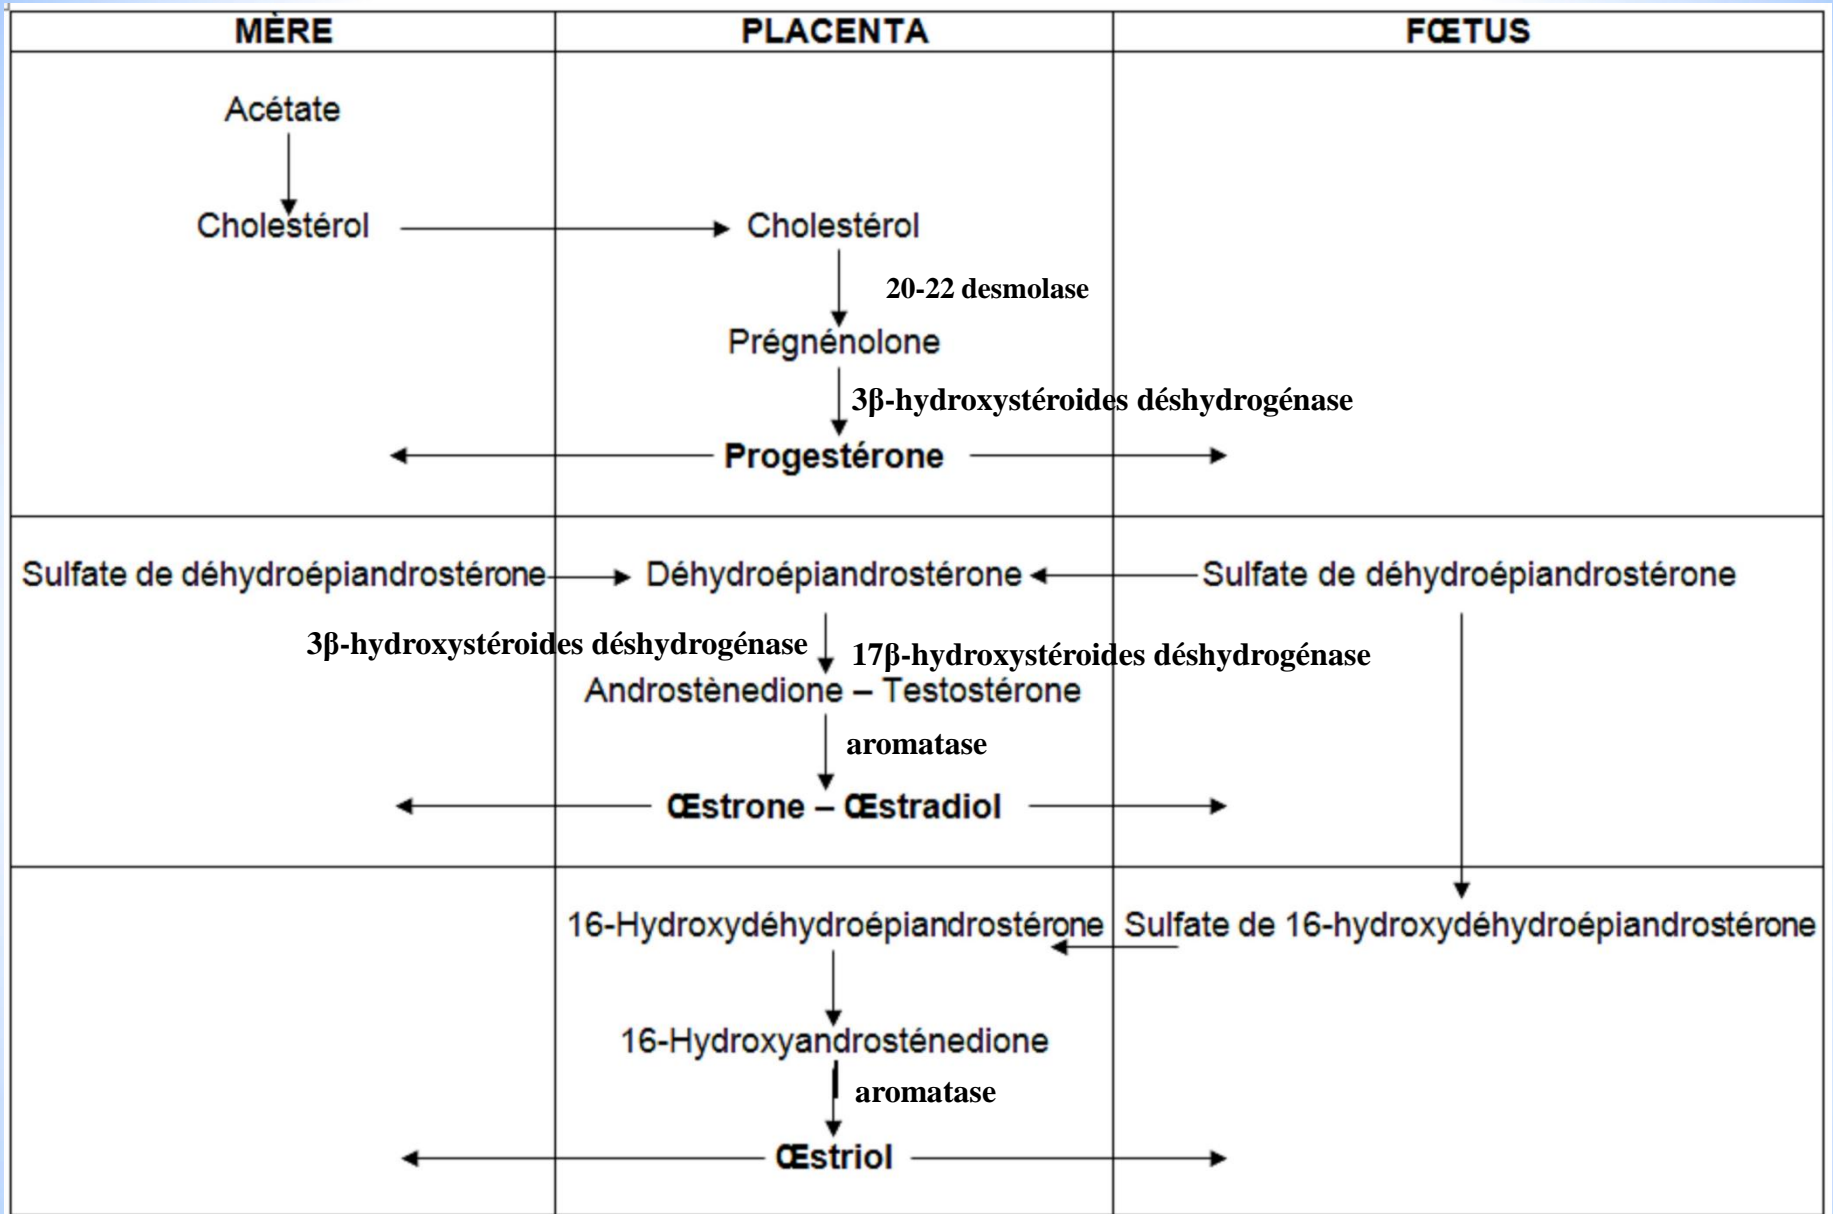 MÈRE PLACENTA FŒTUS
Acétate
Cholestérol Cholestérol
20-22 desmolase
Prégnénolone
3β-hydroxystéroides déshydrogénase
Progestérone
Sulfate de déhydroépiandrostérone Déhydroépiandrostérone Sulfate de déhydroépiandrostérone
3β-hydroxystéroides déshydrogénase 17β-hydroxystéroides déshydrogénase
Androstènedione – Testostérone
aromatase
Œstrone – Œstradiol
16-Hydroxydéhydroépiandrostérone Sulfate de 16-hydroxydéhydroépiandrostérone
16-Hydroxyandrosténedione
aromatase
Œstriol